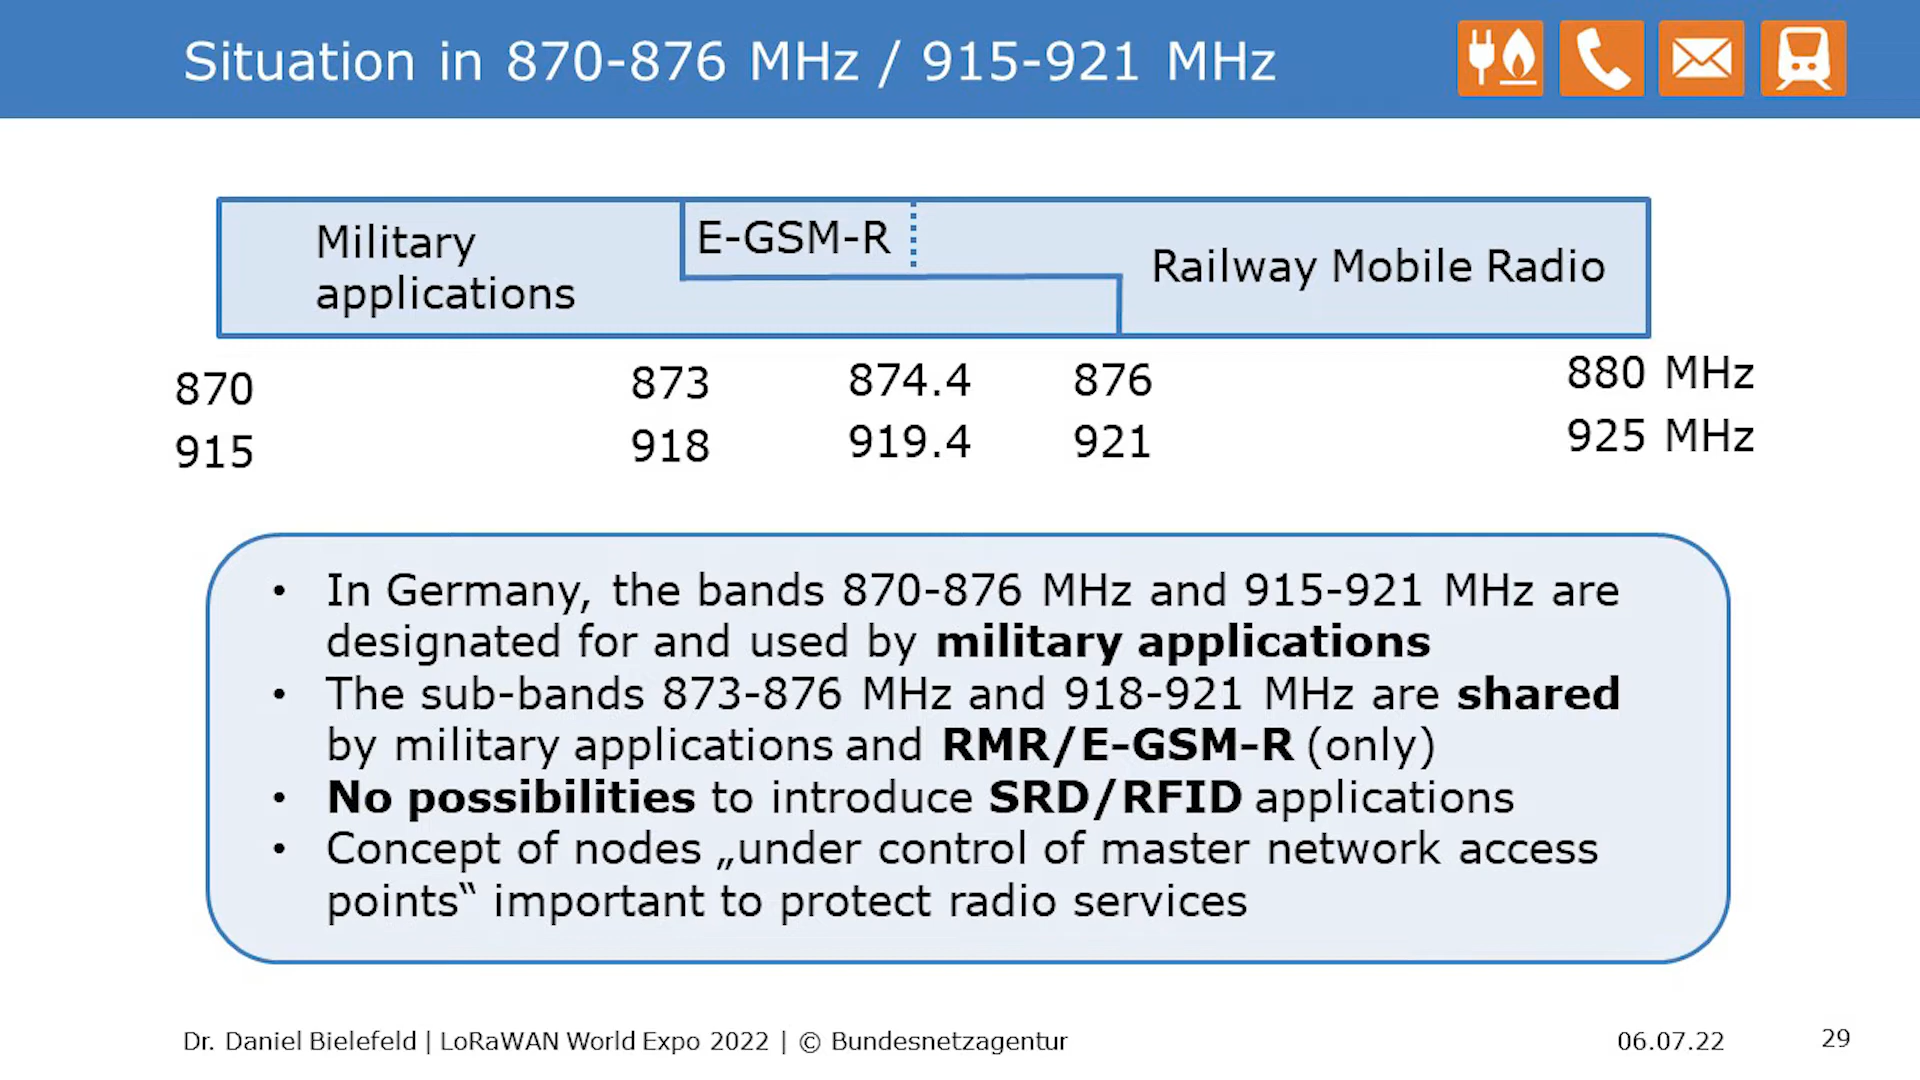 Situation in 870-876 MHz / 915-921 MHz
Military
applications
E-GSM-R
Railway Mobile Radio
870 873 874.4 876 880 MHz
915 918 919.4 921 925 MHz
• In Germany, the bands 870-876 MHz and 915-921 MHz are
designated for and used by military applications
• The sub-bands 873-876 MHz and 918-921 MHz are shared
by military applications and RMR/E-GSM-R (only)
• No possibilities to introduce SRD/RFID applications
• Concept of nodes „under control of master network access
points‟ important to protect radio services
Dr. Daniel Bielefeld | LoRaWAN World Expo 2022 | © Bundesnetzagentur 06.07.22 29